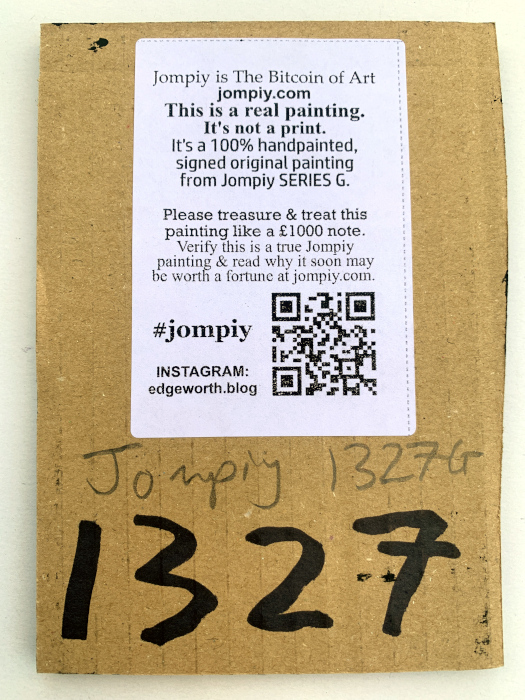 Jompiy is The Bitcoin of Art
jompiy.com
This is a real painting.
It's not a print.
It's a 100% handpainted,
signed original painting
from Jompiy SERIES G.
Please treasure & treat this
painting like a £1000 note.
Verify this is a true Jompiy
painting & read why it soon may
be worth a fortune at jompiy.com.
#jompiy
INSTAGRAM:
edgeworth.blog
Jompiy 1327G
1327